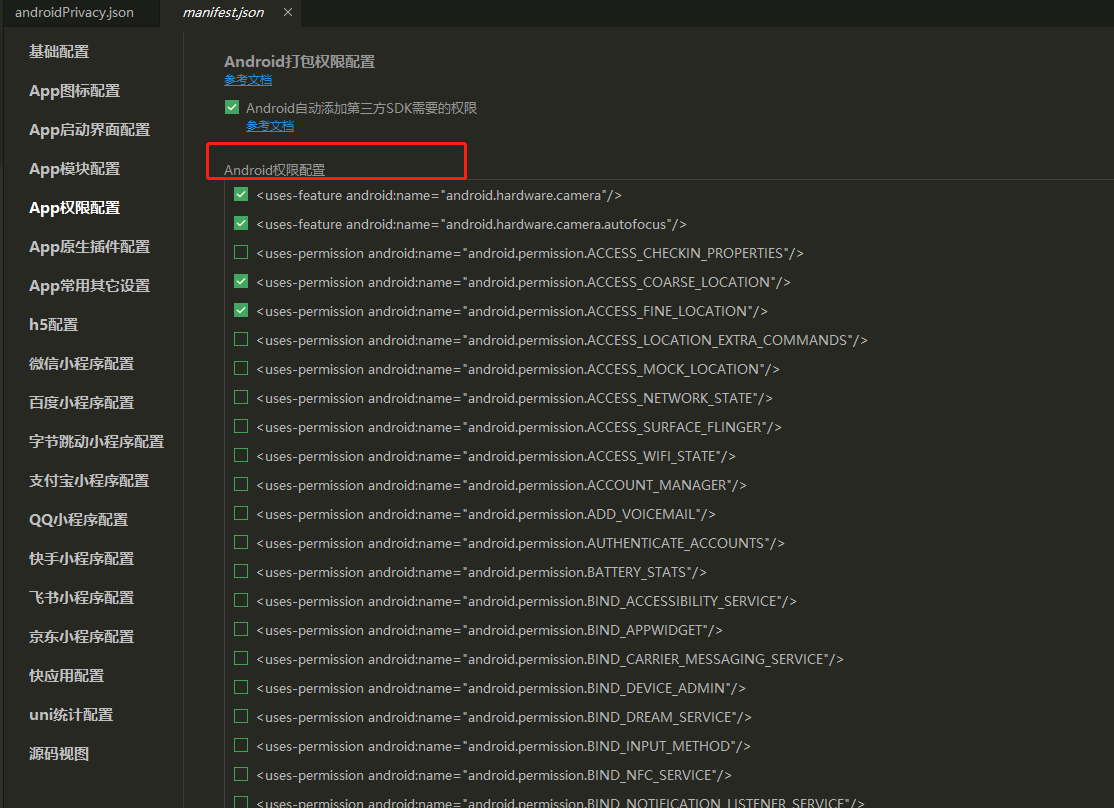 androidPrivacy.json
manifest.json
基础配置
App图标配置
App启动界面配置
App模块配置
App权限配置
App原生插件配置
App常用其它设置
h5配置
微信小程序配置
百度小程序配置
字节跳动小程序配置
支付宝小程序配置
QQ小程序配置
快手小程序配置
飞书小程序配置
京东小程序配置
快应用配置
uni统计配置
源码视图
Android打包权限配置
参考文档
Android自动添加第三方SDK需要的权限
参考文档
Android权限配置
<uses-feature android:name="android.hardware.camera"/>
<uses-feature android:name="android.hardware.camera.autofocus"/>
<uses-permission android:name="android.permission.ACCESS_CHECKIN_PROPERTIES"/>
<uses-permission android:name="android.permission.ACCESS_COARSE_LOCATION"/>
<uses-permission android:name="android.permission.ACCESS_FINE_LOCATION"/>
<uses-permission android:name="android.permission.ACCESS_LOCATION_EXTRA_COMMANDS"/>
<uses-permission android:name="android.permission.ACCESS_MOCK_LOCATION"/>
<uses-permission android:name="android.permission.ACCESS_NETWORK_STATE"/>
<uses-permission android:name="android.permission.ACCESS_SURFACE_FLINGER"/>
<uses-permission android:name="android.permission.ACCESS_WIFI_STATE"/>
<uses-permission android:name="android.permission.ACCOUNT_MANAGER"/>
<uses-permission android:name="android.permission.ADD_VOICEMAIL"/>
<uses-permission android:name="android.permission.AUTHENTICATE_ACCOUNTS"/>
<uses-permission android:name="android.permission.BATTERY_STATS"/>
<uses-permission android:name="android.permission.BIND_ACCESSIBILITY_SERVICE"/>
<uses-permission android:name="android.permission.BIND_APPWIDGET"/>
<uses-permission android:name="android.permission.BIND_CARRIER_MESSAGING_SERVICE"/>
<uses-permission android:name="android.permission.BIND_DEVICE_ADMIN"/>
<uses-permission android:name="android.permission.BIND_DREAM_SERVICE"/>
<uses-permission android:name="android.permission.BIND_INPUT_METHOD"/>
<uses-permission android:name="android.permission.BIND_NFC_SERVICE"/>
<uses-permission android:name="android.permission.BIND_NOTIFICATION_LISTENER_SERVICE"/>